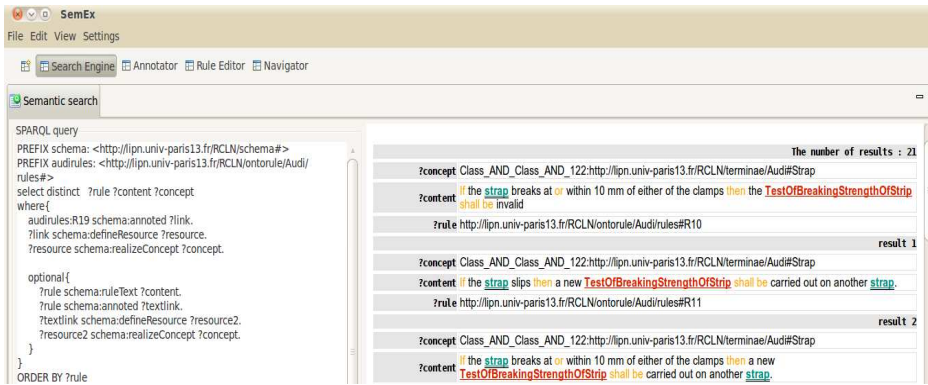 SemEx
File Edit View Settings
Search Engine Annotator Rule Editor Navigator
Semantic search
SPARQL query
PREFIX schema: <http://lipn.univ-paris13.fr/RCLN/schema#>
PREFIX audirules: <http://lipn.univ-paris13.fr/RCLN/ontorule/Audi/
rules#>
select distinct ?rule ?content ?concept
where{
audirules:R19 schema:annoted ?link.
?link schema:defineResource ?resource.
?resource schema:realizeConcept ?concept.
optional{
?rule schema:ruleText ?content.
?rule schema:annoted ?textlink.
?textlink schema:defineResource ?resource2.
?resource2 schema:realizeConcept ?concept.
}
}
ORDER BY ?rule
The number of results : 21
?concept Class_AND_Class_AND_122:http://lipn.univ-paris13.fr/RCLN/terminae/Audi#Strap
?content If the strap breaks at or within 10 mm of either of the clamps then the TestOfBreakingStrengthOfStrip
shall be invalid
?rule http://lipn.univ-paris13.fr/RCLN/ontorule/Audi/rules#R10
result 1
?concept Class_AND_Class_AND_122:http://lipn.univ-paris13.fr/RCLN/terminae/Audi#Strap
?content If the strap slips then a new TestOfBreakingStrengthOfStrip shall be carried out on another strap.
?rule http://lipn.univ-paris13.fr/RCLN/ontorule/Audi/rules#R11
result 2
?concept Class_AND_Class_AND_122:http://lipn.univ-paris13.fr/RCLN/terminae/Audi#Strap
?content If the strap breaks at or within 10 mm of either of the clamps then a new
TestOfBreakingStrengthOfStrip shall be carried out on another strap.